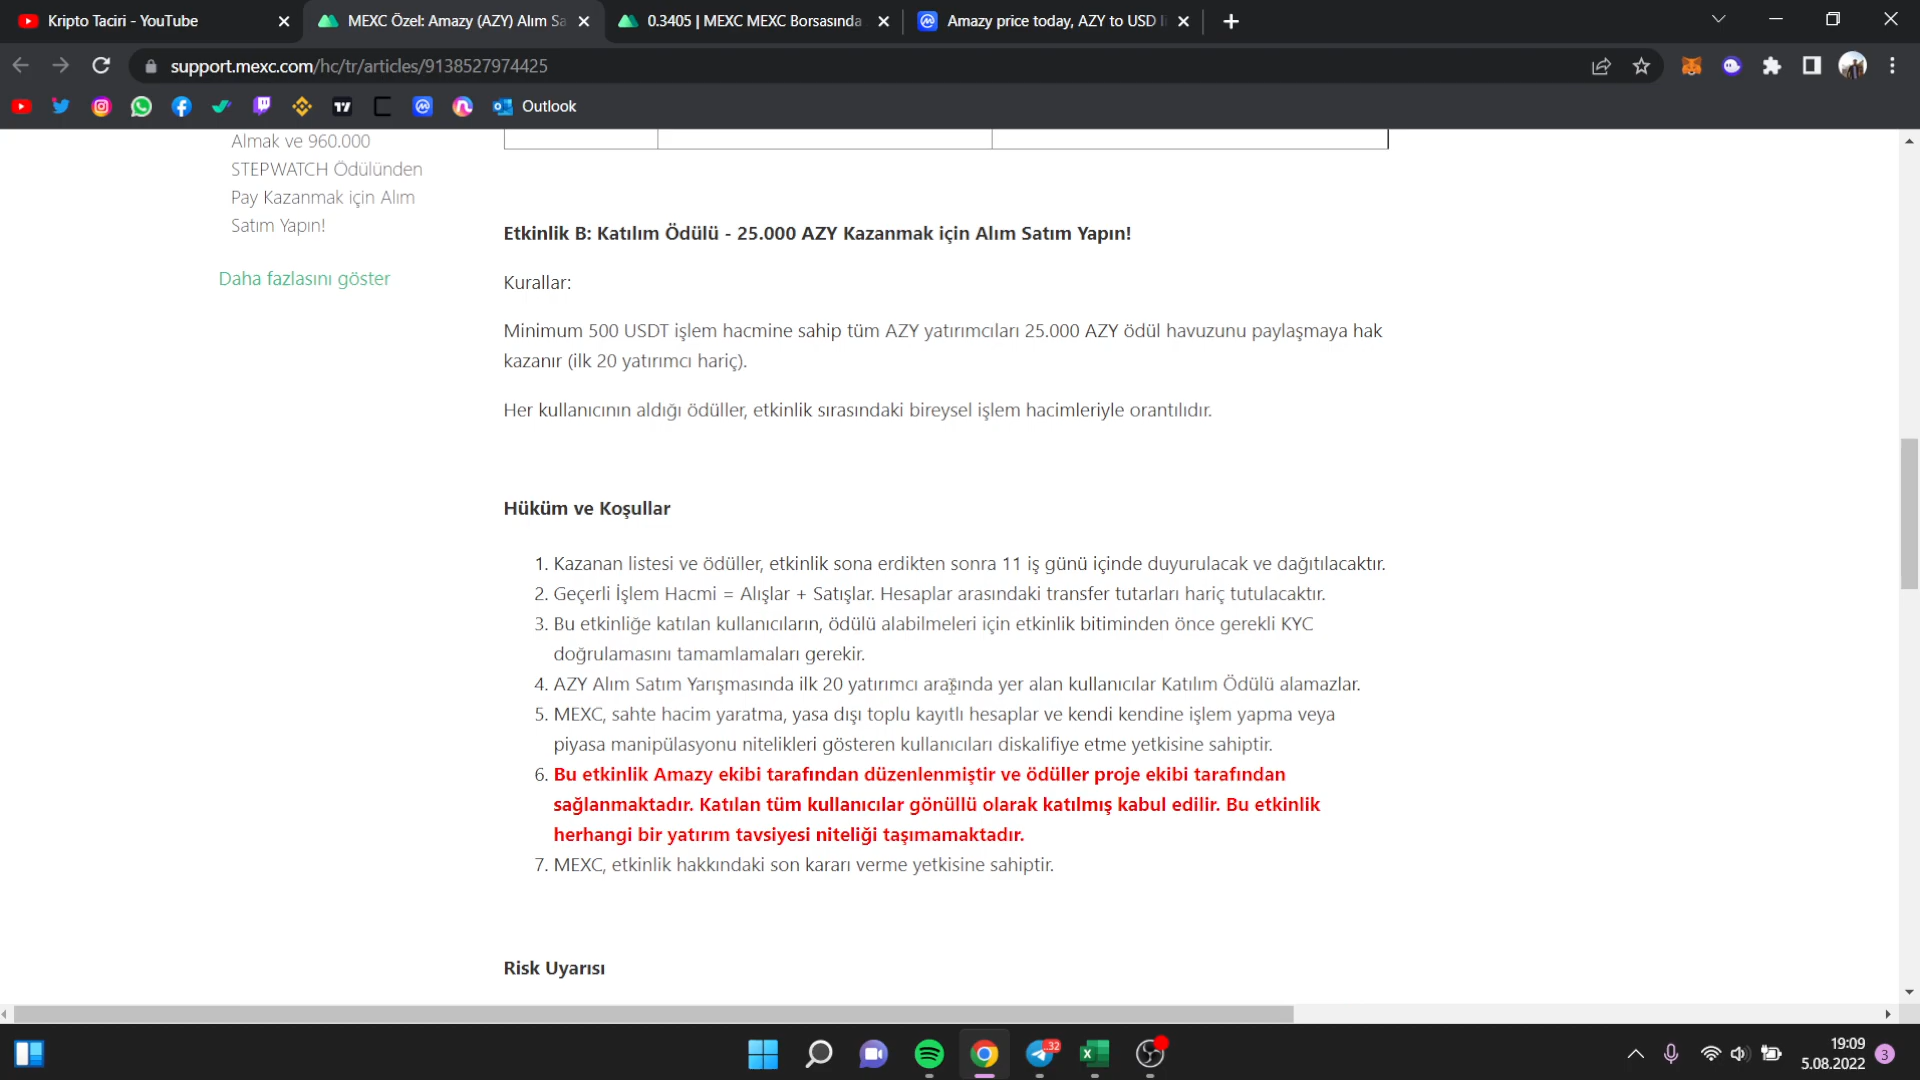 Kripto Taciri - YouTube
MEXC Özel: Amazy (AZY) Alım Sa
0.3405 | MEXC MEXC Borsasında
Amazy price today, AZY to USD li
support.mexc.com/hc/tr/articles/9138527974425
Outlook
Almak ve 960.000
STEPWATCH Ödülünden
Pay Kazanmak için Alım
Satım Yapın!
Daha fazlasını göster
Etkinlik B: Katılım Ödülü - 25.000 AZY Kazanmak için Alım Satım Yapın!
Kurallar:
Minimum 500 USDT işlem hacmine sahip tüm AZY yatırımcıları 25.000 AZY ödül havuzunu paylaşmaya hak
kazanır (ilk 20 yatırımcı hariç).
Her kullanıcının aldığı ödüller, etkinlik sırasındaki bireysel işlem hacimleriyle orantılıdır.
Hüküm ve Koşullar
1. Kazanan listesi ve ödüller, etkinlik sona erdikten sonra 11 iş günü içinde duyurulacak ve dağıtılacaktır.
2. Geçerli İşlem Hacmi = Alışlar + Satışlar. Hesaplar arasındaki transfer tutarları hariç tutulacaktır.
3. Bu etkinliğe katılan kullanıcıların, ödülü alabilmeleri için etkinlik bitiminden önce gerekli KYC
doğrulamasını tamamlamaları gerekir.
4. AZY Alım Satım Yarışmasında ilk 20 yatırımcı arasında yer alan kullanıcılar Katılım Ödülü alamazlar.
5. MEXC, sahte hacim yaratma, yasa dışı toplu kayıtlı hesaplar ve kendi kendine işlem yapma veya
piyasa manipülasyonu nitelikleri gösteren kullanıcıları diskalifiye etme yetkisine sahiptir.
6. Bu etkinlik Amazy ekibi tarafından düzenlenmiştir ve ödüller proje ekibi tarafından
sağlanmaktadır. Katılan tüm kullanıcılar gönüllü olarak katılmış kabul edilir. Bu etkinlik
herhangi bir yatırım tavsiyesi niteliği taşımamaktadır.
7. MEXC, etkinlik hakkındaki son kararı verme yetkisine sahiptir.
Risk Uyarısı
32
19:09
5.08.2022
3